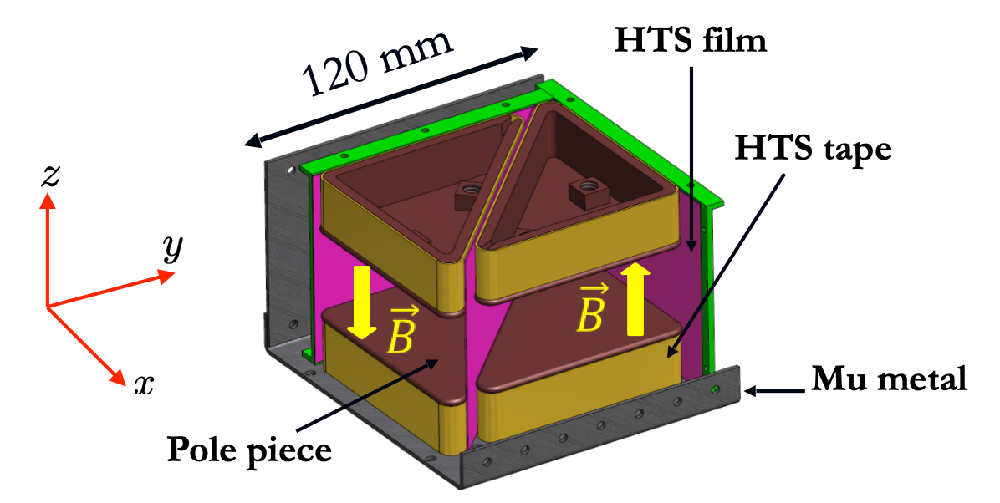 HTS film
120 mm
HTS tape
z
y
B
B
x
Mu metal
Pole piece